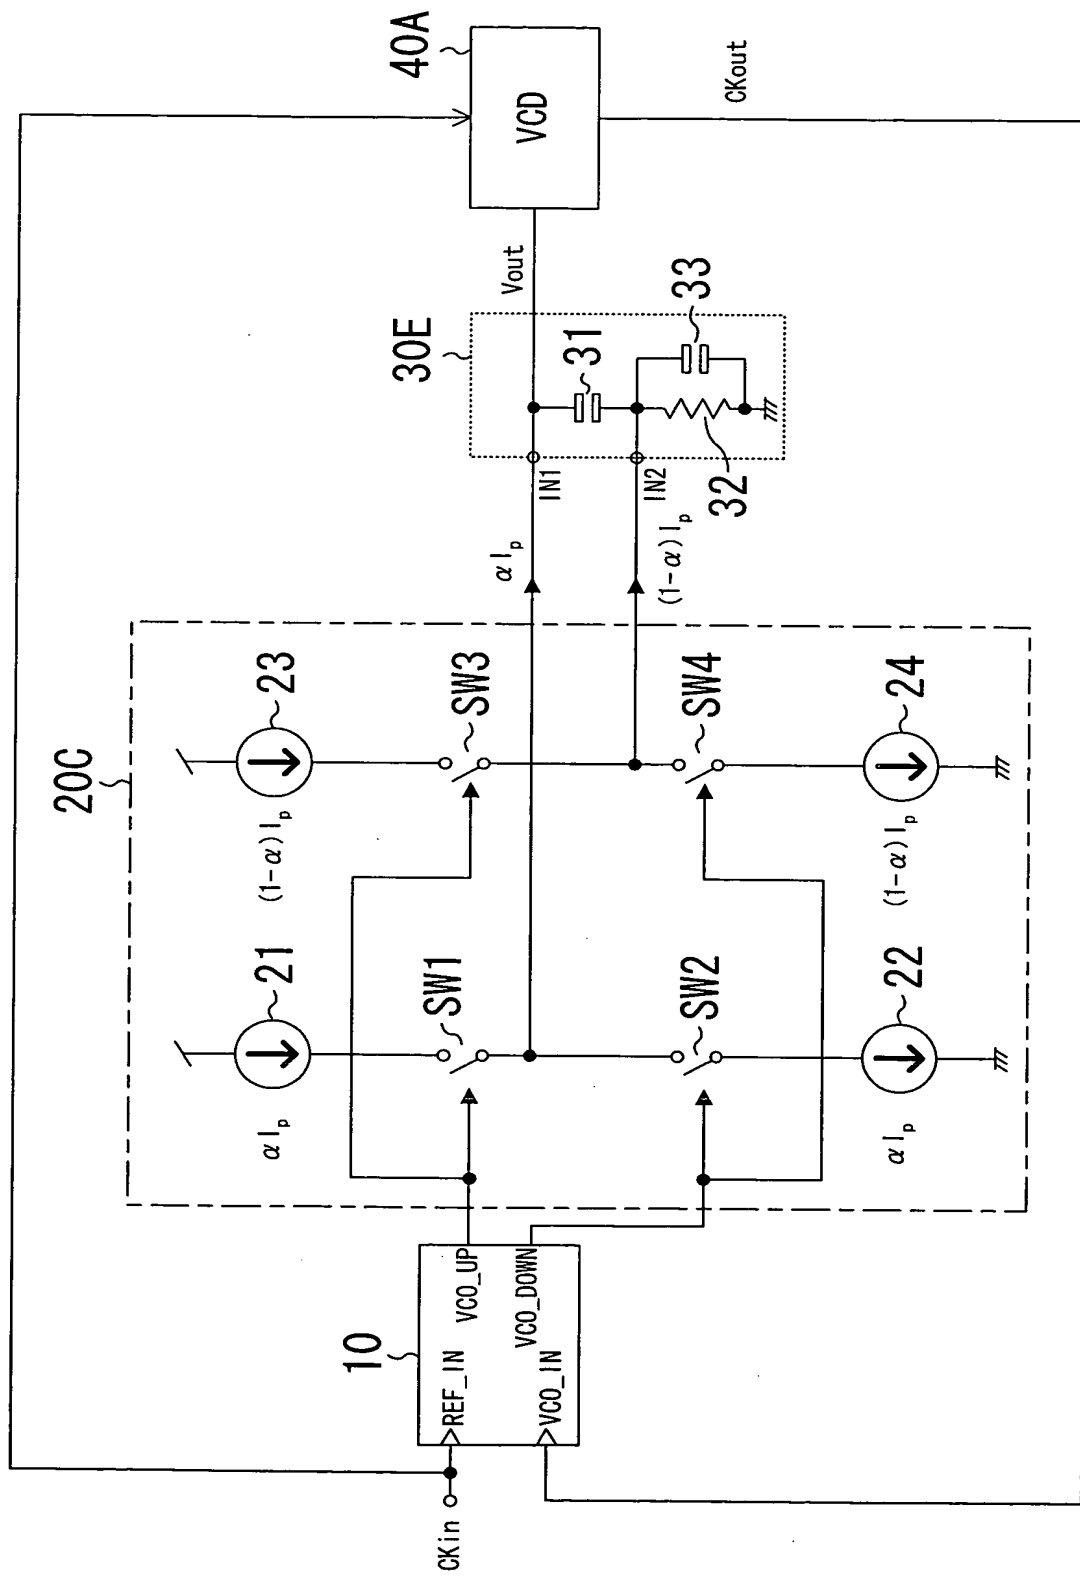 CKin
10
REF_IN
VCO_UP
VCO_DOWN
VCO_IN
20C
21
αIp
23
(1-α)Ip
SW1
SW3
SW2
SW4
22
αIp
24
(1-α)Ip
αIp
IN1
(1-α)Ip
IN2
30E
31
32
33
Vout
40A
VCD
CKout